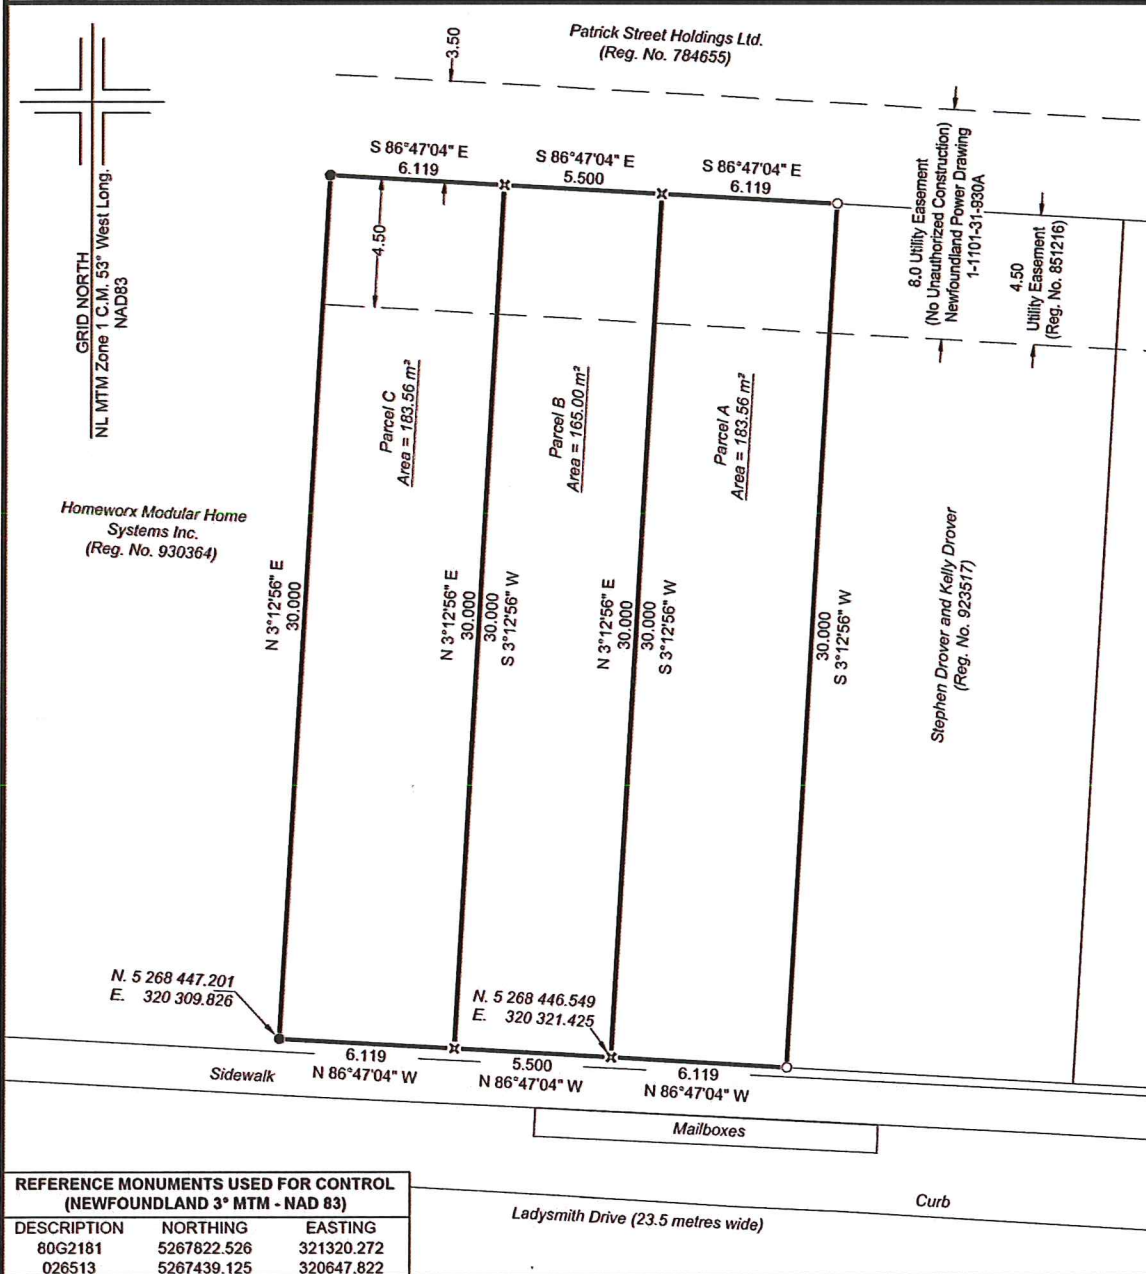 Patrick Street Holdings Ltd.
(Reg. No. 784655)
3.50
GRID NORTH
NL MTM Zone 1 C.M. 53° West Long.
NAD83
S 86°47'04" E
6.119
S 86°47'04" E
5.500
S 86°47'04" E
6.119
4.50
8.0 Utility Easement
(No Unauthorized Construction)
Newfoundland Power Drawing
1-1101-31-930A
4.50
Utility Easement
(Reg. No. 851216)
Parcel C
Area = 183.56 m²
Parcel B
Area = 165.00 m²
Parcel A
Area = 183.56 m²
Homeworx Modular Home
Systems Inc.
(Reg. No. 930364)
N 3°12'56" E
30.000
N 3°12'56" E
30.000
30.000
S 3°12'56" W
N 3°12'56" E
30.000
30.000
S 3°12'56" W
30.000
S 3°12'56" W
Stephen Drover and Kelly Drover
(Reg. No. 923517)
N. 5 268 447.201
E. 320 309.826
N. 5 268 446.549
E. 320 321.425
6.119
N 86°47'04" W
5.500
N 86°47'04" W
6.119
N 86°47'04" W
Sidewalk
Mailboxes
Curb
Ladysmith Drive (23.5 metres wide)
REFERENCE MONUMENTS USED FOR CONTROL
(NEWFOUNDLAND 3° MTM - NAD 83)
DESCRIPTION NORTHING EASTING
80G2181 5267822.526 321320.272
026513 5267439.125 320647.822